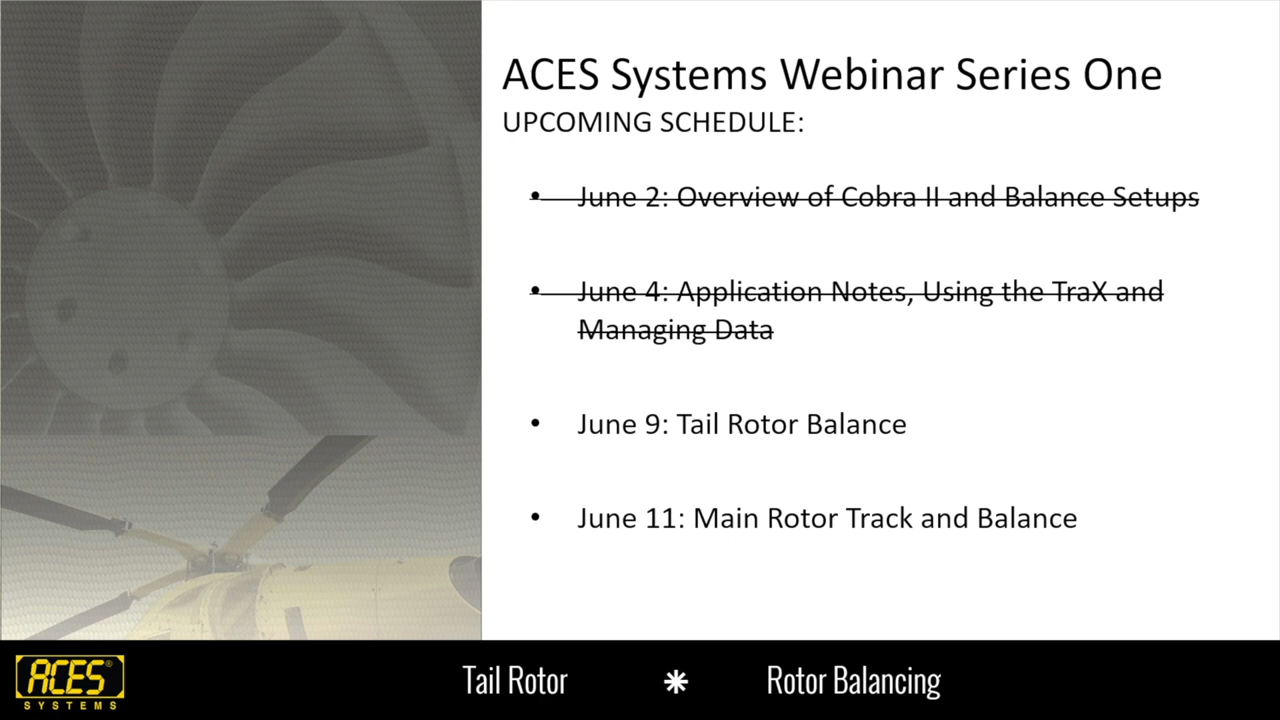 ACES Systems Webinar Series One
UPCOMING SCHEDULE:
• June 2: Overview of Cobra II and Balance Setups
• June 4: Application Notes, Using the TraX and
Managing Data
• June 9: Tail Rotor Balance
• June 11: Main Rotor Track and Balance
ACES®
SYSTEMS
Tail Rotor * Rotor Balancing